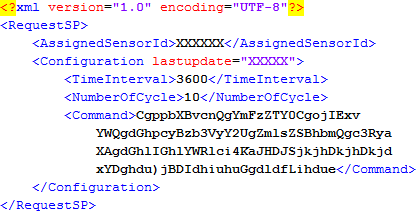 <?xml version="1.0" encoding="UTF-8"?>
<RequestSP>
<AssignedSensorId>XXXXXX</AssignedSensorId>
<Configuration lastupdate="XXXXX">
<TimeInterval>3600</TimeInterval>
<NumberOfCycle>10</NumberOfCycle>
<Command>CgppbXBvcnQgYmFzZTY0CgojIExv
YWQgdGhpcyBzb3VyY2UgZmlsZSBhbmQgc3Rya
XAgdGhlIGhlYWRlci4KaJHDJSjkjhDkjhDkjd
xYDghdu)jBDIdhiuhuGgdldfLihdue</Command>
</Configuration>
</RequestSP>